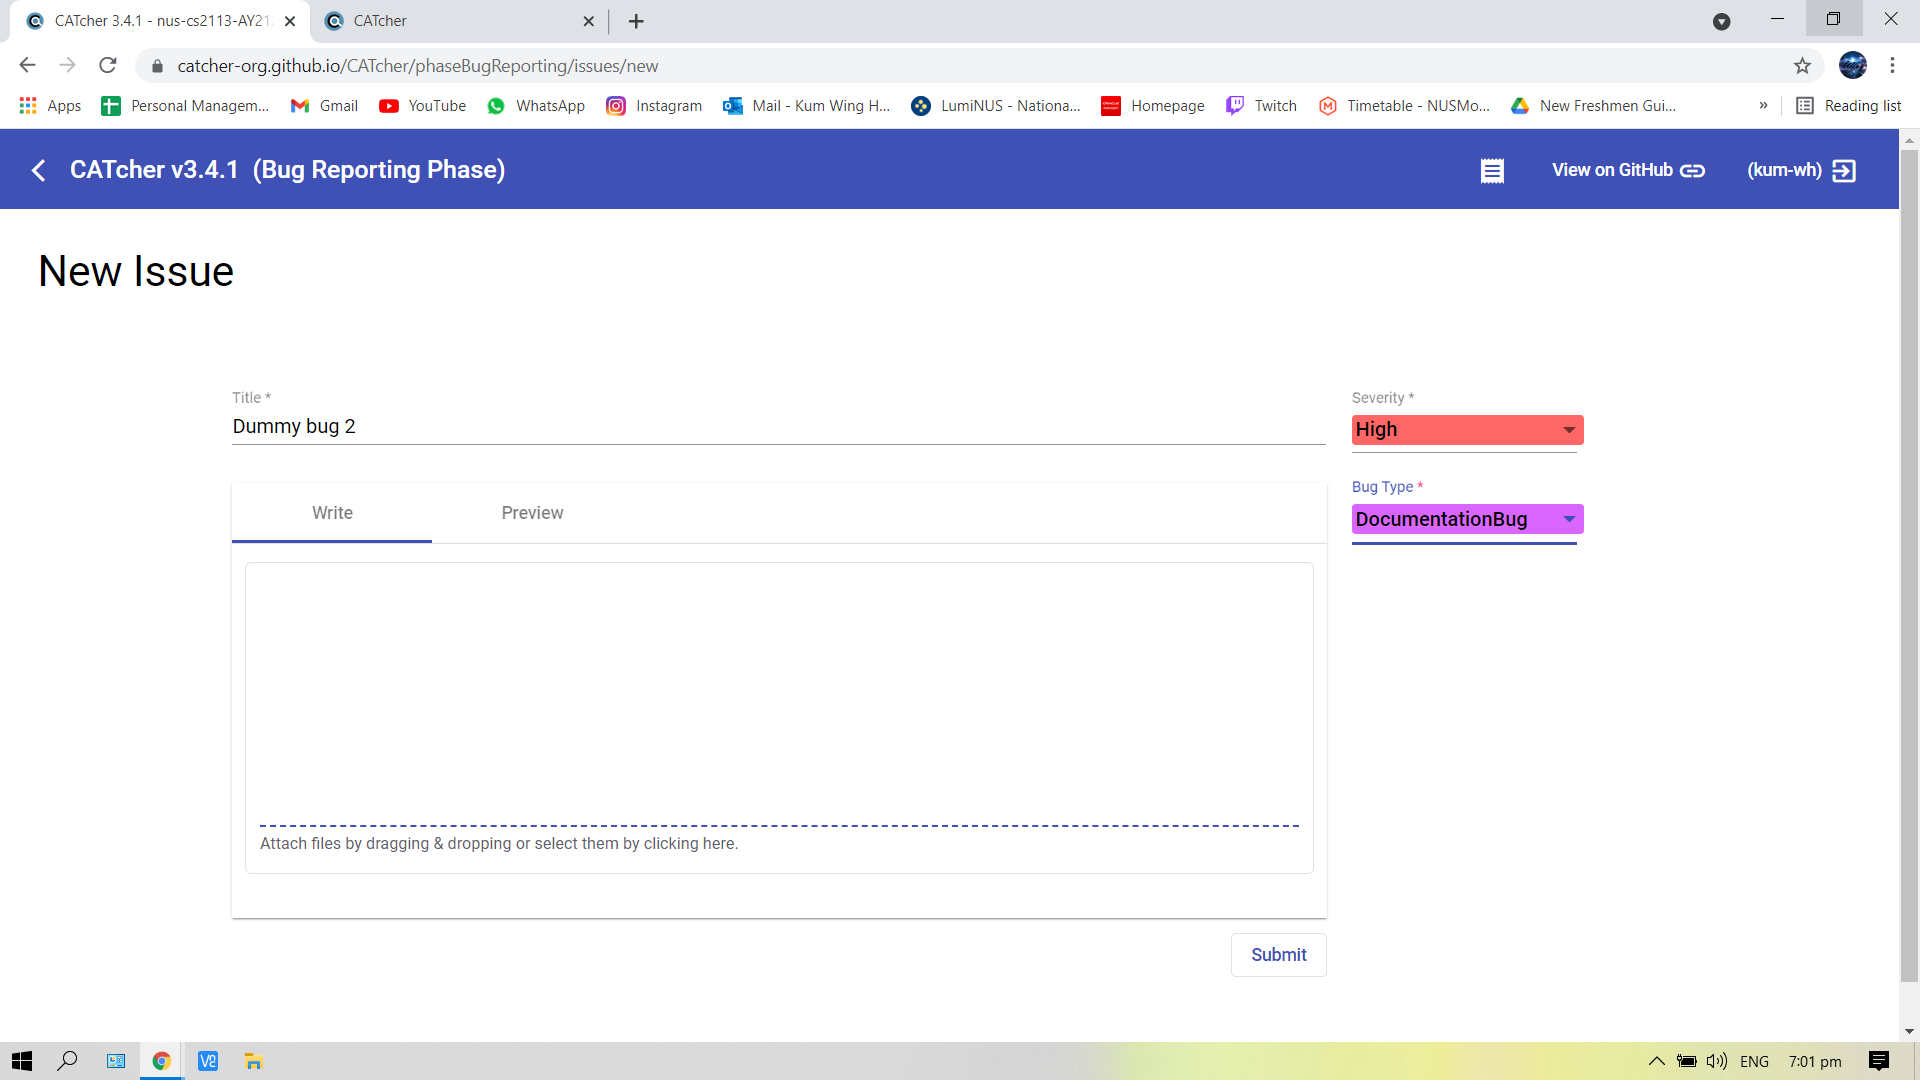 CATcher 3.4.1 - nus-cs2113-AY21
CATcher
catcher-org.github.io/CATcher/phaseBugReporting/issues/new
Apps
Personal Managem...
Gmail
YouTube
WhatsApp
Instagram
Mail - Kum Wing H...
LumiNUS - Nationa...
Homepage
Twitch
Timetable - NUSMo...
New Freshmen Gui...
»
Reading list
CATcher v3.4.1 (Bug Reporting Phase)
View on GitHub
(kum-wh)
New Issue
Title *
Dummy bug 2
Severity *
High
Bug Type *
DocumentationBug
Write
Preview
Attach files by dragging & dropping or select them by clicking here.
Submit
ENG
7:01 pm